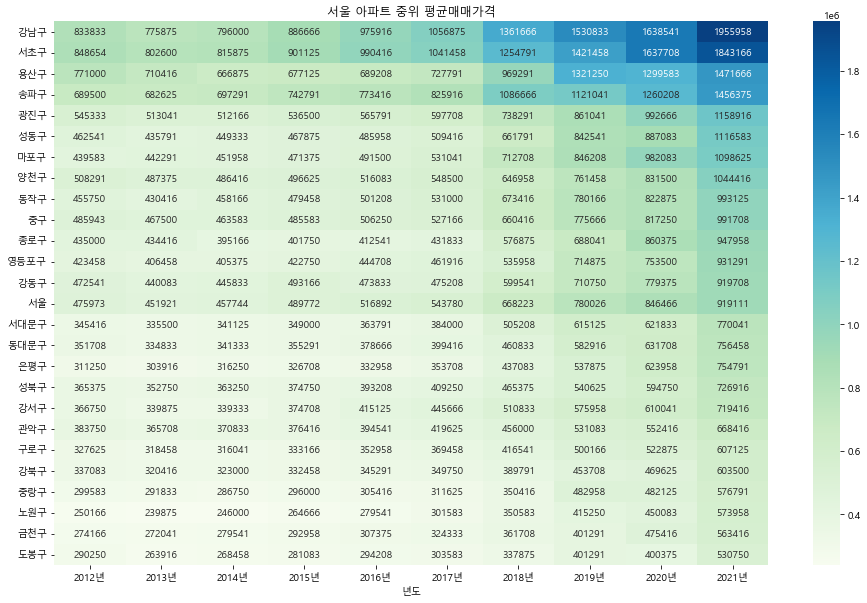 서울 아파트 중위 평균매매가격
1e6
강남구 833833 775875 796000 886666 975916 1056875 1361666 1530833 1638541 1955958
서초구 848654 802600 815875 901125 990416 1041458 1254791 1421458 1637708 1843166
용산구 771000 710416 666875 677125 689208 727791 969291 1321250 1299583 1471666
송파구 689500 682625 697291 742791 773416 825916 1086666 1121041 1260208 1456375
광진구 545333 513041 512166 536500 565791 597708 738291 861041 992666 1158916
성동구 462541 435791 449333 467875 485958 509416 661791 842541 887083 1116583
마포구 439583 442291 451958 471375 491500 531041 712708 846208 982083 1098625
양천구 508291 487375 486416 496625 516083 548500 646958 761458 831500 1044416
동작구 455750 430416 458166 479458 501208 531000 673416 780166 822875 993125
중구 485943 467500 463583 485583 506250 527166 660416 775666 817250 991708
종로구 435000 434416 395166 401750 412541 431833 576875 688041 860375 947958
영등포구 423458 406458 405375 422750 444708 461916 535958 714875 753500 931291
강동구 472541 440083 445833 493166 473833 475208 599541 710750 779375 919708
서울 475973 451921 457744 489772 516892 543780 668223 780026 846466 919111
서대문구 345416 335500 341125 349000 363791 384000 505208 615125 621833 770041
동대문구 351708 334833 341333 355291 378666 399416 460833 582916 631708 756458
은평구 311250 303916 316250 326708 332958 353708 437083 537875 623958 754791
성북구 365375 352750 363250 374750 393208 409250 465375 540625 594750 726916
강서구 366750 339875 339333 374708 415125 445666 510833 575958 610041 719416
관악구 383750 365708 370833 376416 394541 419625 456000 531083 552416 668416
구로구 327625 318458 316041 333166 352958 369458 416541 500166 522875 607125
강북구 337083 320416 323000 332458 345291 349750 389791 453708 469625 603500
중랑구 299583 291833 286750 296000 305416 311625 350416 482958 482125 576791
노원구 250166 239875 246000 264666 279541 301583 350583 415250 450083 573958
금천구 274166 272041 279541 292958 307375 324333 361708 401291 475416 563416
도봉구 290250 263916 268458 281083 294208 303583 337875 401291 400375 530750
2012년 2013년 2014년 2015년 2016년 2017년 2018년 2019년 2020년 2021년
년도
1.8
1.6
1.4
1.2
1.0
0.8
0.6
0.4